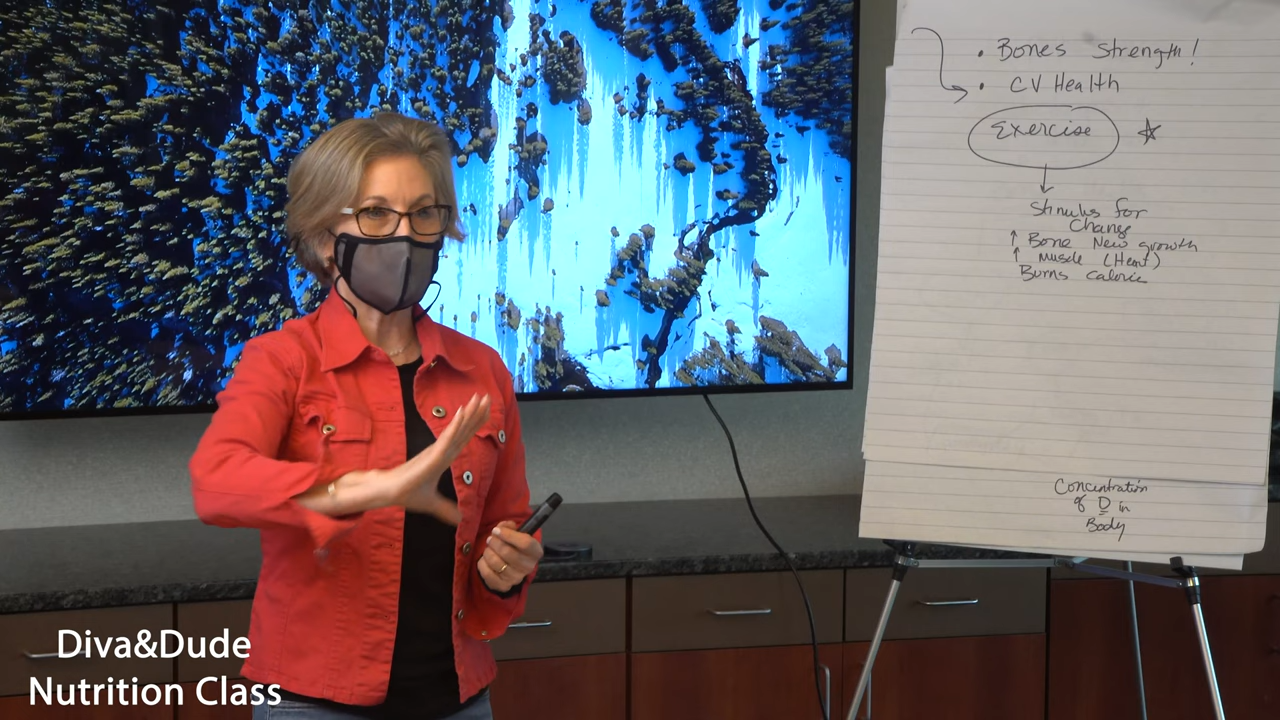 • Bones Strength!
• CV Health
Exercise
Stimulus for
Change
↑ Bone New growth
↑ Muscle (Heart)
Burns calorie
Concentration
of D in
Body
Diva&Dude
Nutrition Class